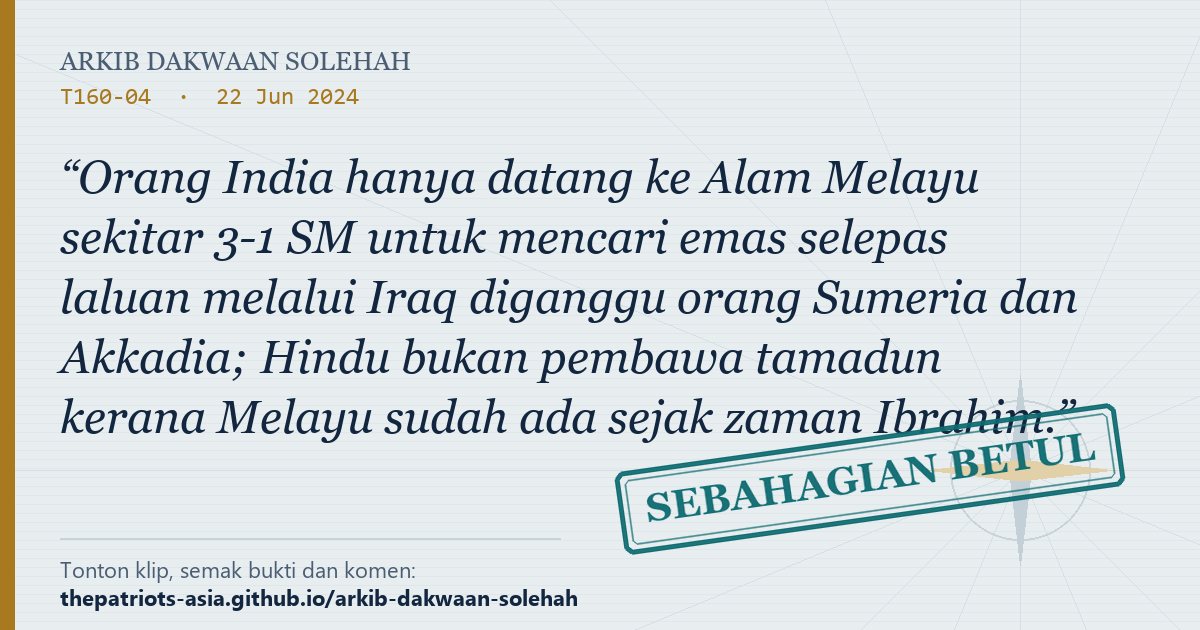 ARKIB DAKWAAN SOLEHAH
T160-04 · 22 Jun 2024
“Orang India hanya datang ke Alam Melayu
sekitar 3-1 SM untuk mencari emas selepas
laluan melalui Iraq diganggu orang Sumeria dan
Akkadia; Hindu bukan pembawa tamadun
kerana Melayu sudah ada sejak zaman Ibrahim.”
SEBAHAGIAN BETUL
Tonton klip, semak bukti dan komen:
thepatriots-asia.github.io/arkib-dakwaan-solehah